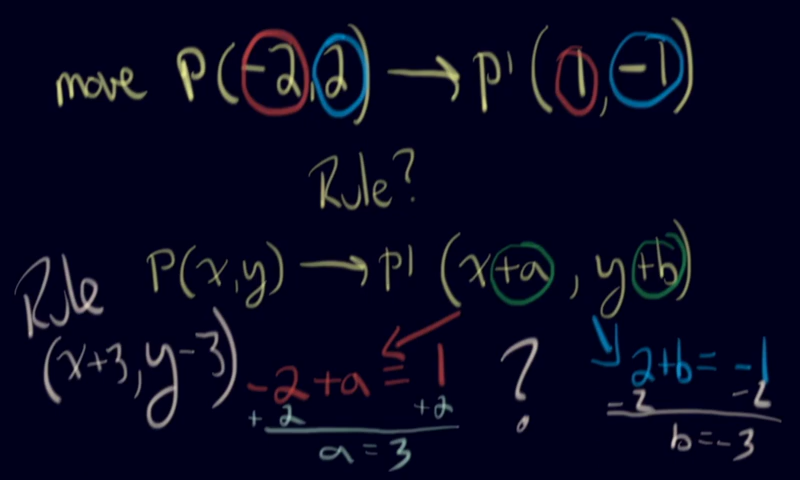 move P(-2,2) → P' (1,-1)
Rule?
P(x,y) → P' (x+a, y+b)
Rule
(x+3, y-3)
-2+a = 1
+2 +2
a = 3
?
2+b = -1
-2 -2
b = -3